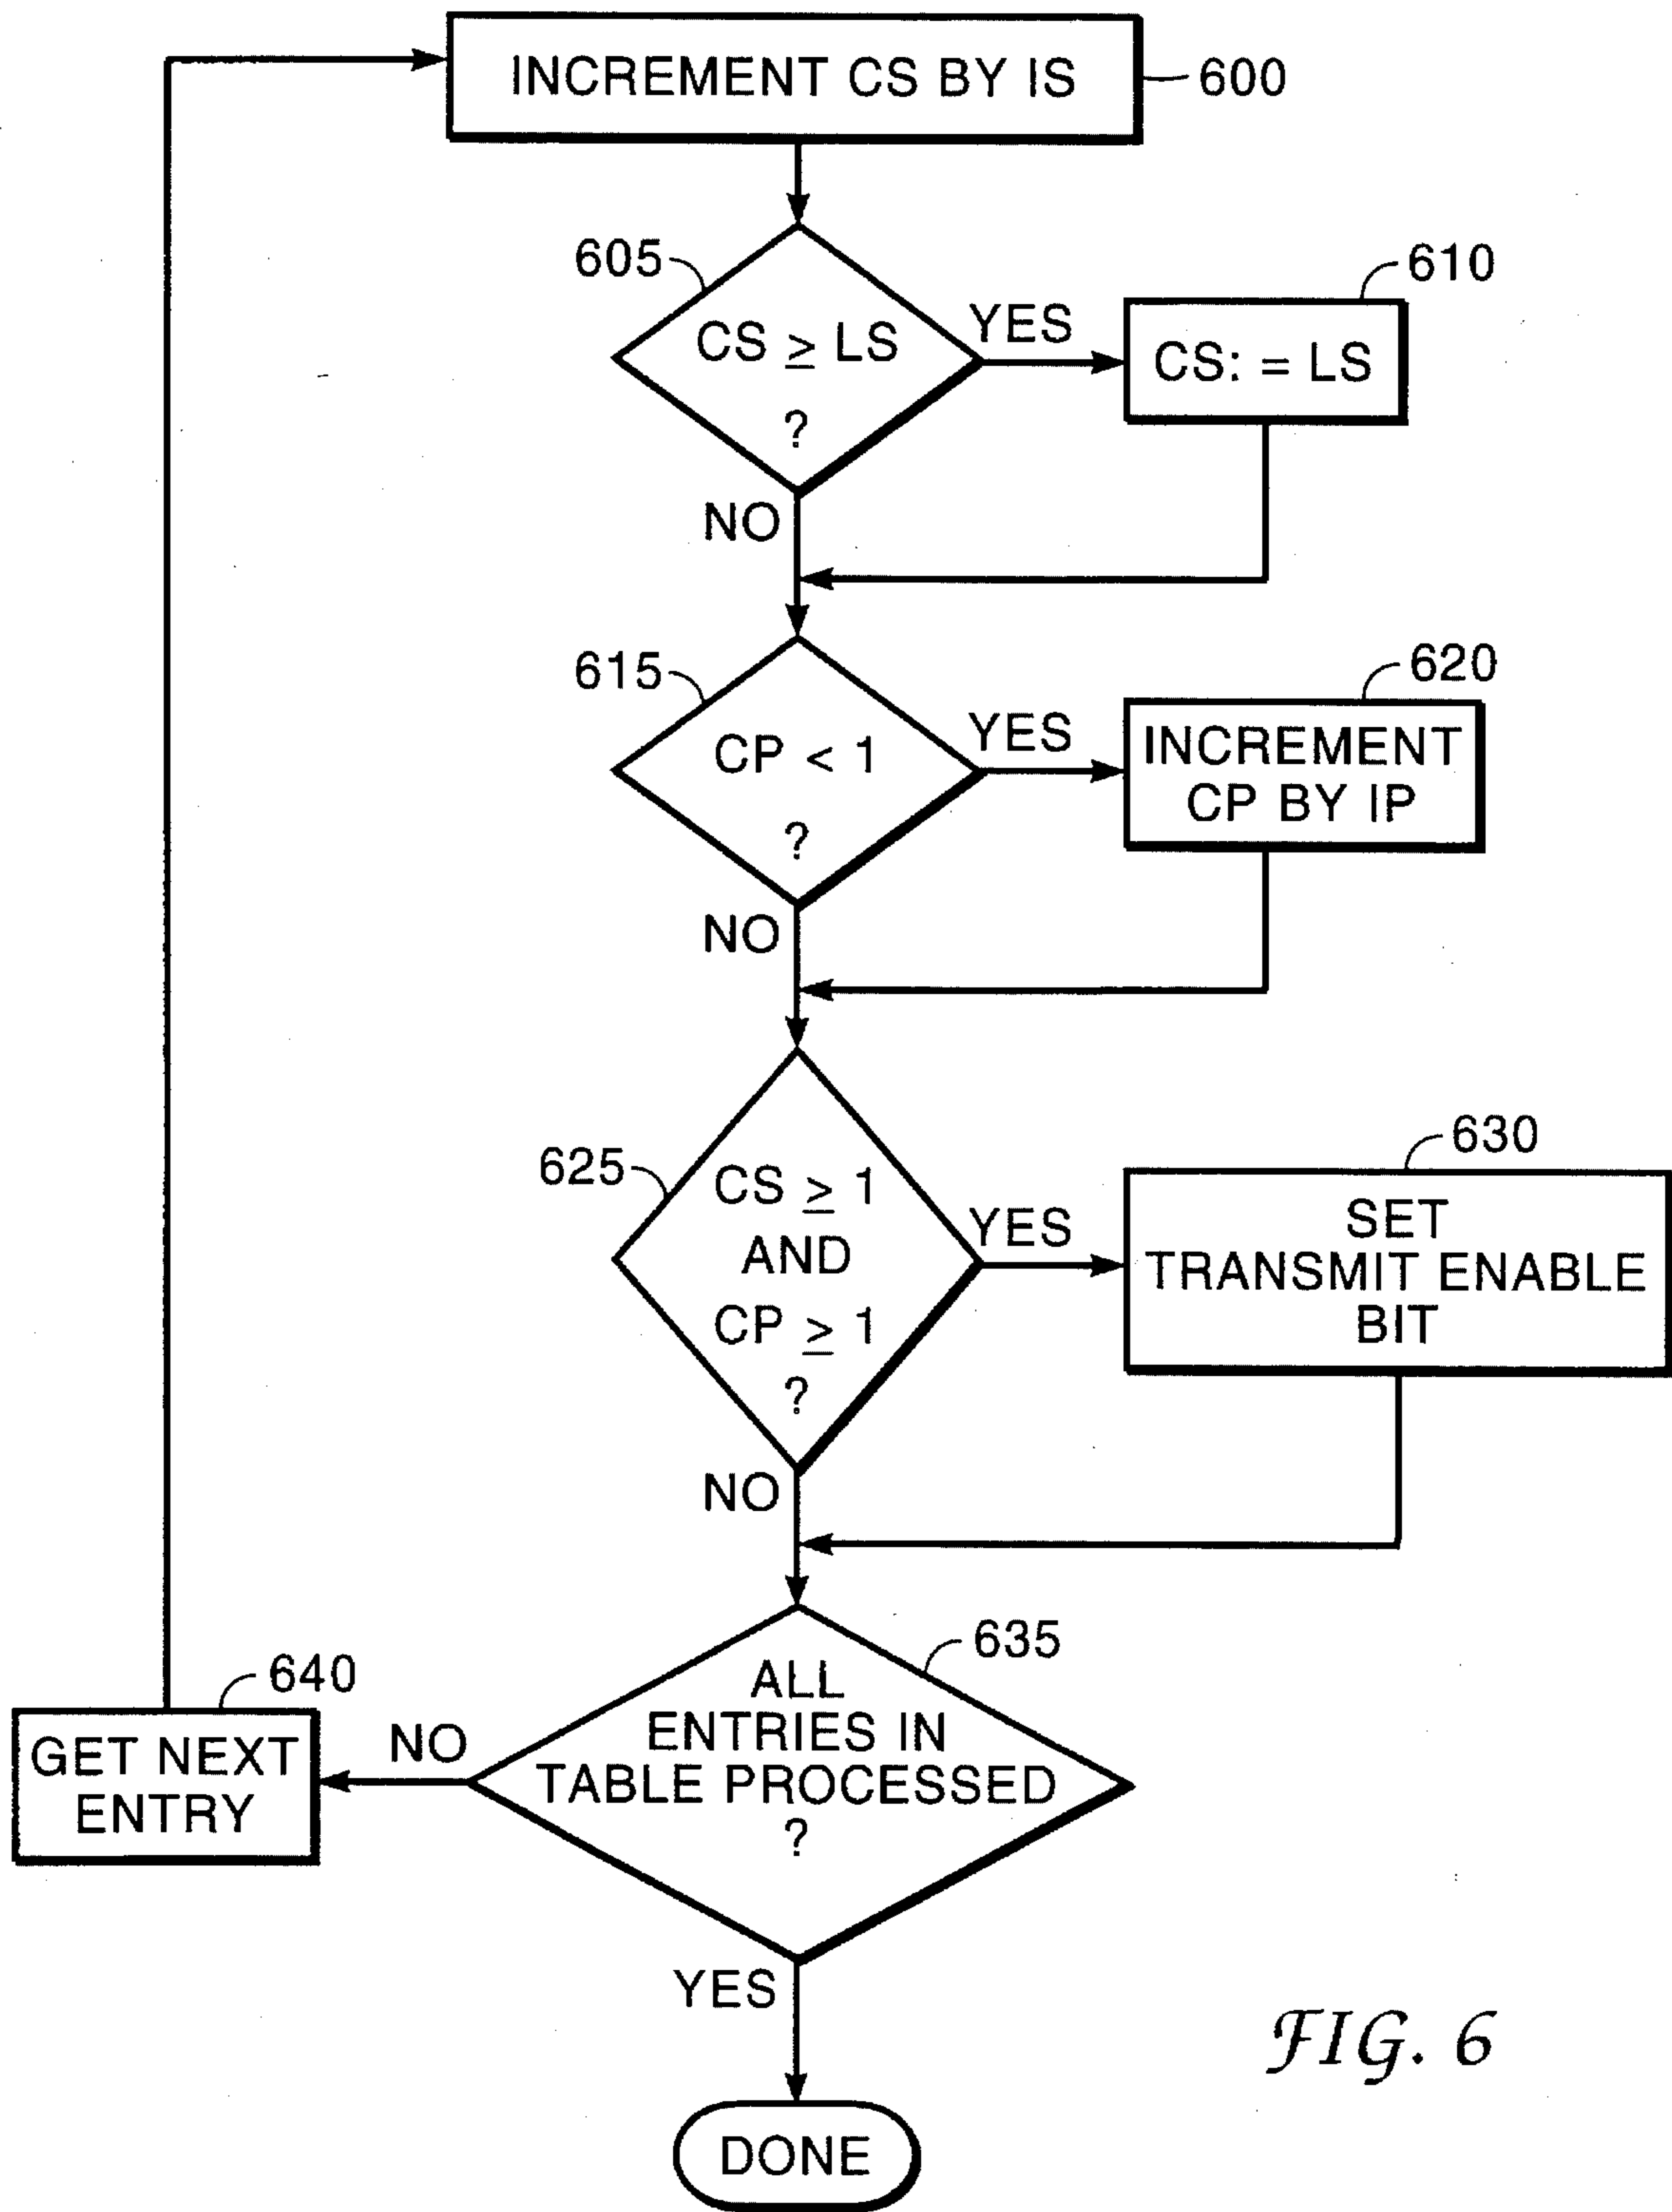 INCREMENT CS BY IS
600
605
CS ≥ LS
?
YES
610
CS: = LS
NO
615
CP < 1
?
YES
620
INCREMENT
CP BY IP
NO
625
CS ≥ 1
AND
CP ≥ 1
?
YES
630
SET
TRANSMIT ENABLE
BIT
NO
635
ALL
ENTRIES IN
TABLE PROCESSED
?
NO
640
GET NEXT
ENTRY
YES
DONE
FIG. 6